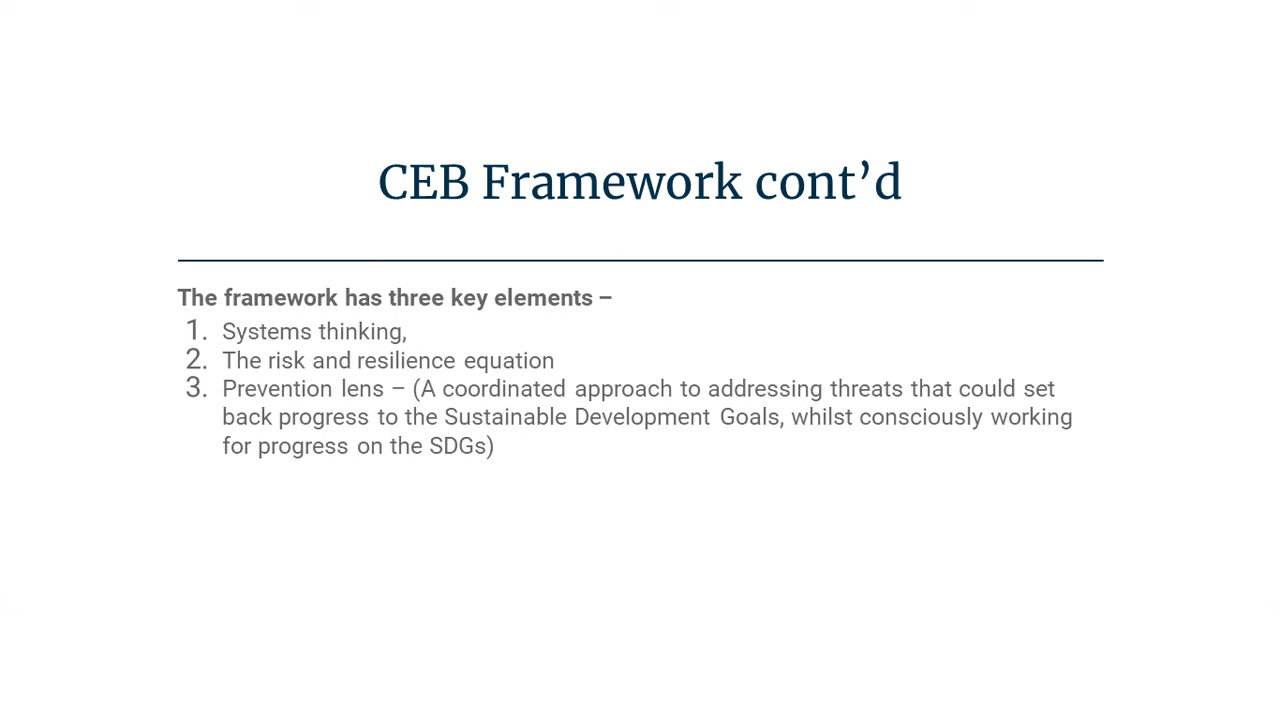 CEB Framework cont’d
The framework has three key elements –
1. Systems thinking,
2. The risk and resilience equation
3. Prevention lens – (A coordinated approach to addressing threats that could set
back progress to the Sustainable Development Goals, whilst consciously working
for progress on the SDGs)